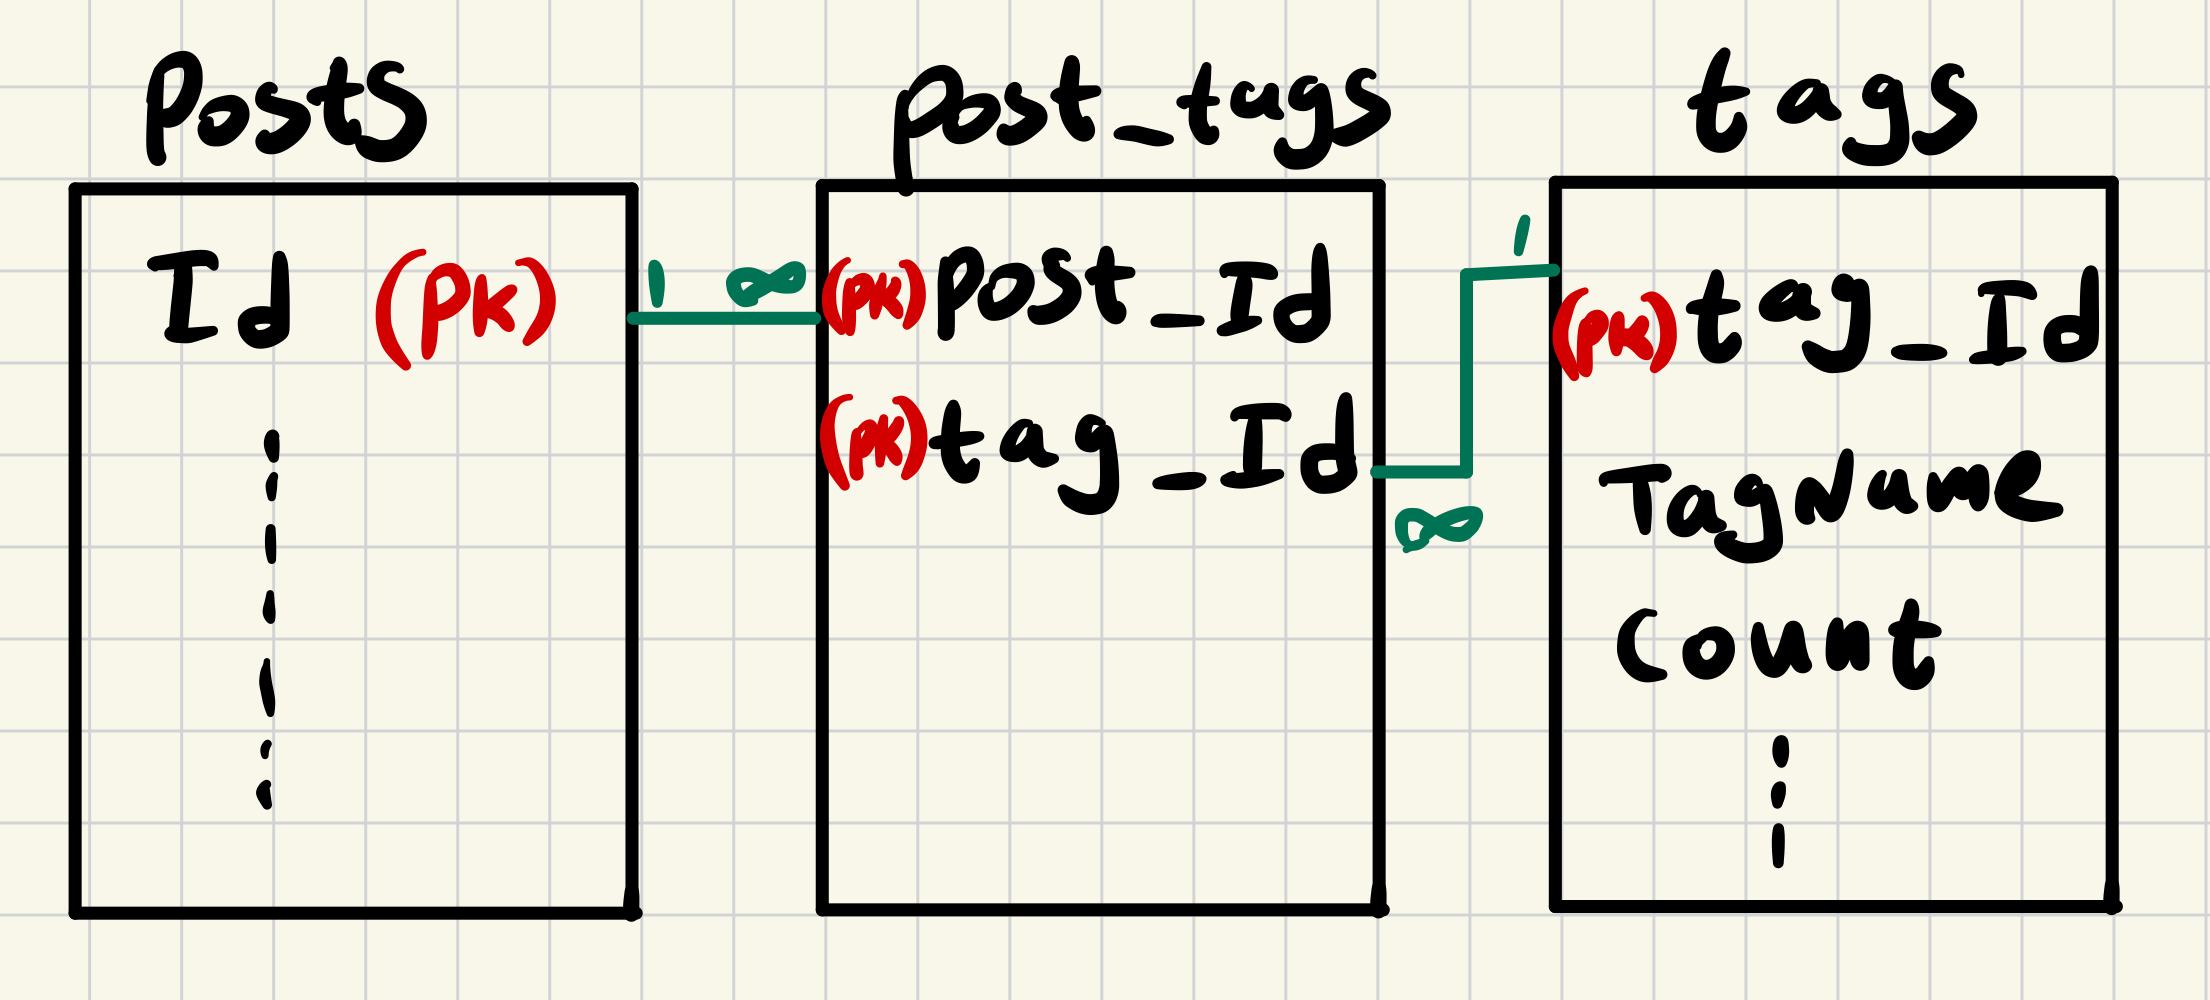 Posts
Id (PK)
1 ∞
post_tags
(PK) Post_Id
(PK) tag_Id
1
∞
tags
(PK) tag_Id
TagName
Count